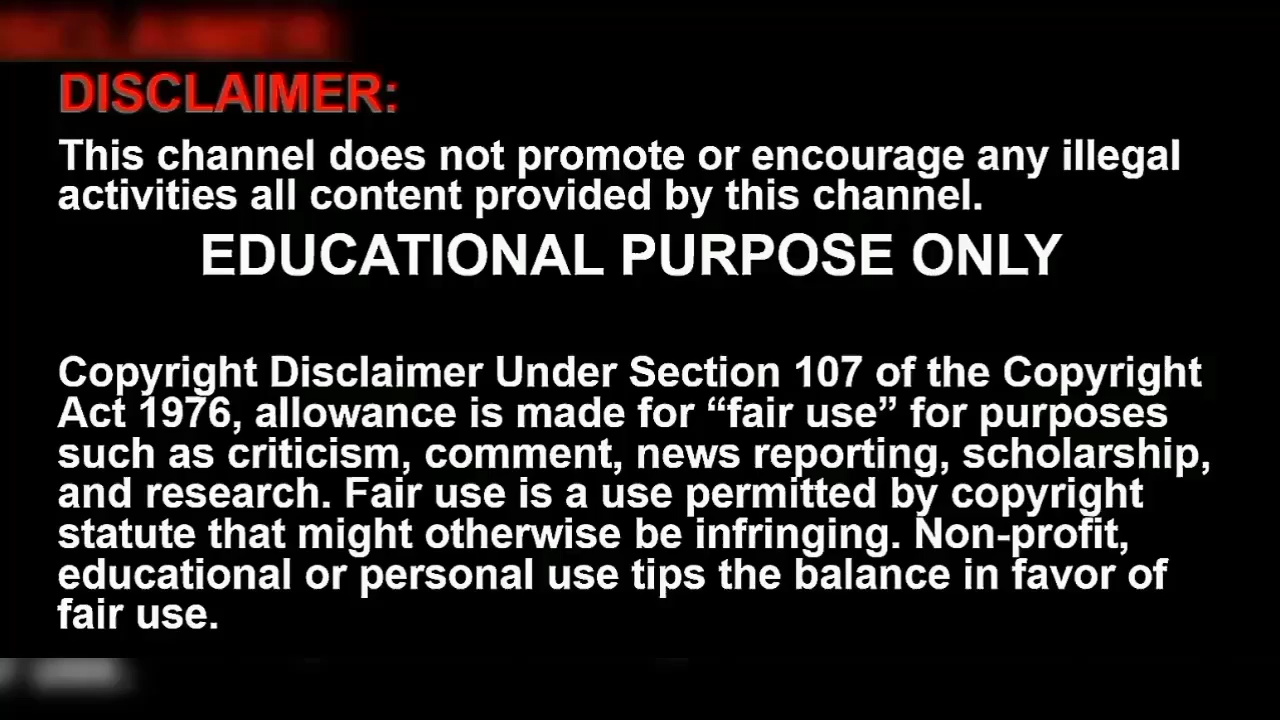 DISCLAIMER:
This channel does not promote or encourage any illegal
activities all content provided by this channel.
EDUCATIONAL PURPOSE ONLY
Copyright Disclaimer Under Section 107 of the Copyright
Act 1976, allowance is made for “fair use” for purposes
such as criticism, comment, news reporting, scholarship,
and research. Fair use is a use permitted by copyright
statute that might otherwise be infringing. Non-profit,
educational or personal use tips the balance in favor of
fair use.